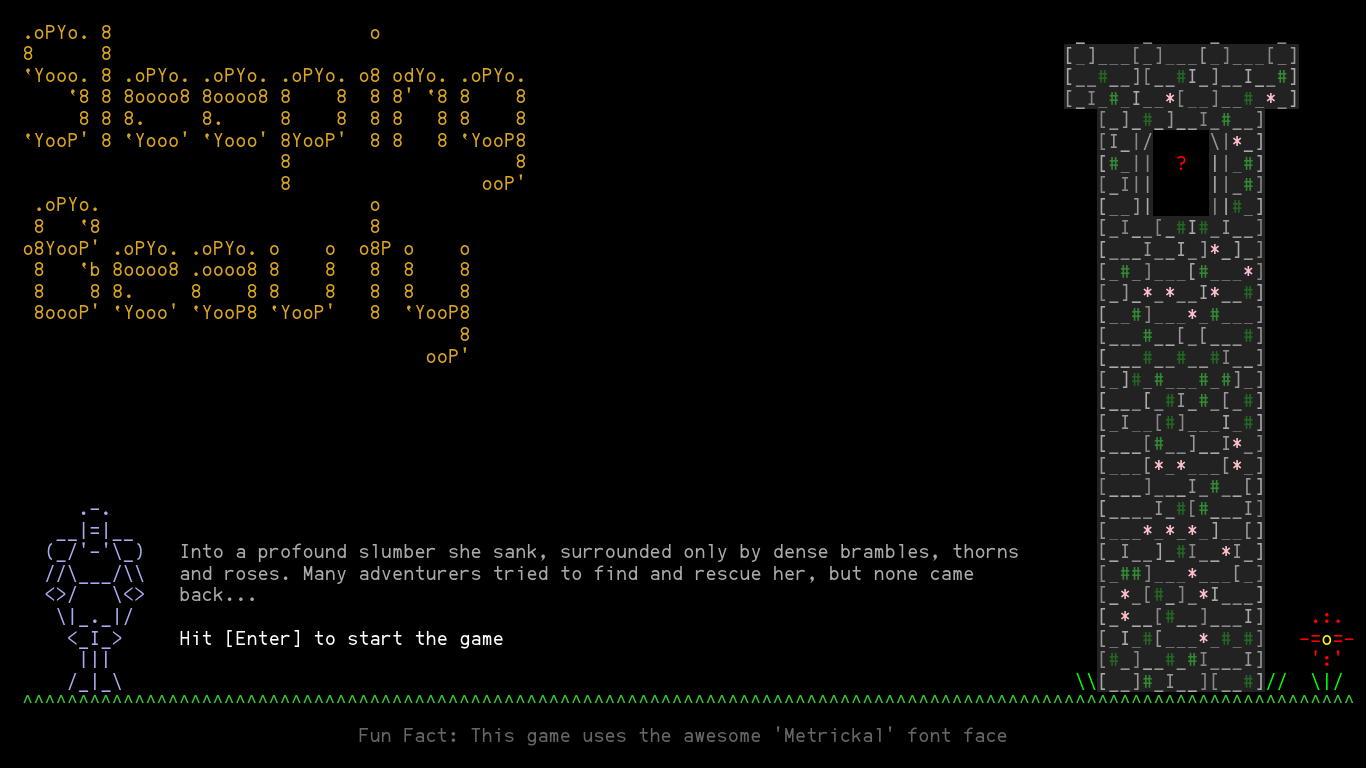 Sleeping
Beauty
?
Into a profound slumber she sank, surrounded only by dense brambles, thorns
and roses. Many adventurers tried to find and rescue her, but none came
back...
Hit [Enter] to start the game
Fun Fact: This game uses the awesome 'Metrickal' font face